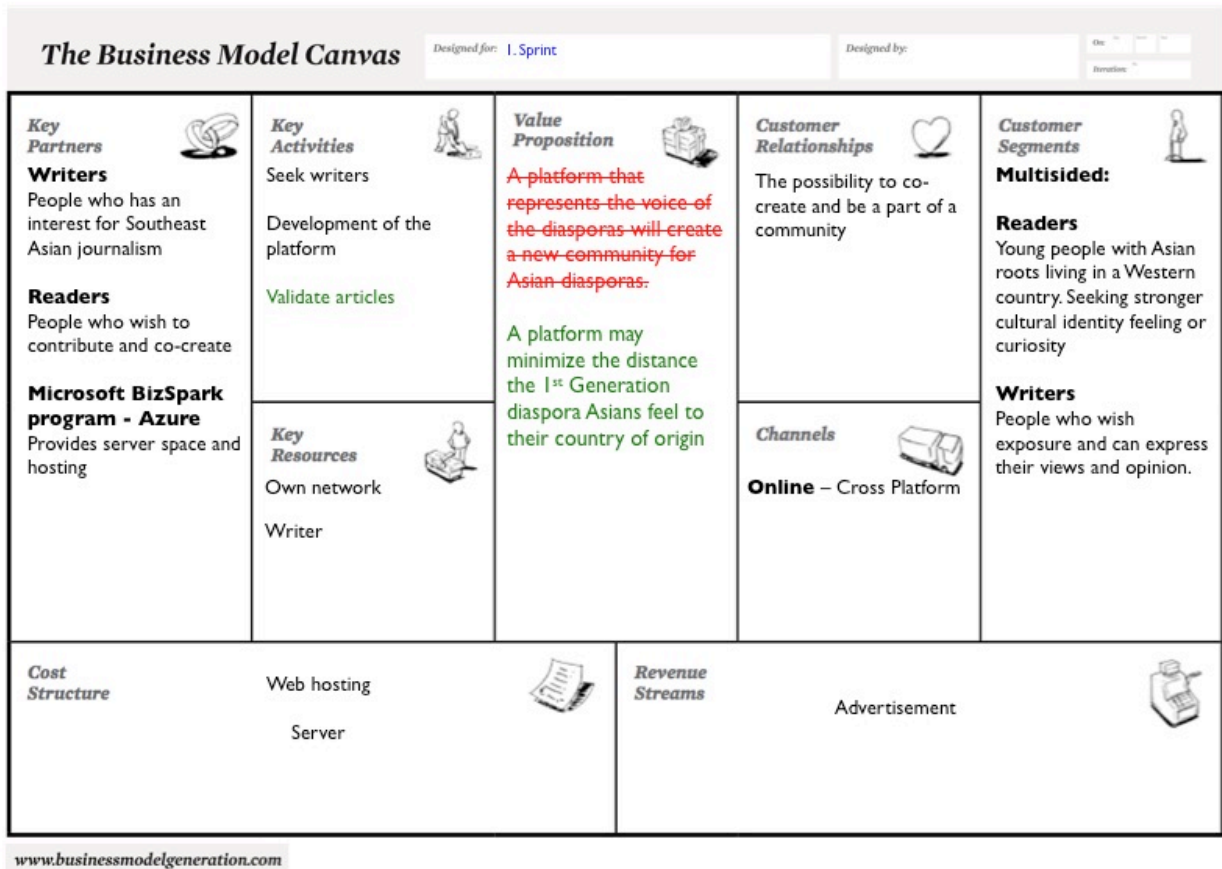 The Business Model Canvas
Designed for: 1. Sprint
Designed by:
On:
Iteration:
Key
Partners
Writers
People who has an
interest for Southeast
Asian journalism
Readers
People who wish to
contribute and co-create
Microsoft BizSpark
program - Azure
Provides server space and
hosting
Key
Activities
Seek writers
Development of the
platform
Validate articles
Key
Resources
Own network
Writer
Value
Proposition
A platform that
represents the voice of
the diasporas will create
a new community for
Asian diasporas.
A platform may
minimize the distance
the 1st Generation
diaspora Asians feel to
their country of origin
Customer
Relationships
The possibility to co-
create and be a part of a
community
Channels
Online – Cross Platform
Customer
Segments
Multisided:
Readers
Young people with Asian
roots living in a Western
country. Seeking stronger
cultural identity feeling or
curiosity
Writers
People who wish
exposure and can express
their views and opinion.
Cost
Structure
Web hosting
Server
Revenue
Streams
Advertisement
www.businessmodelgeneration.com